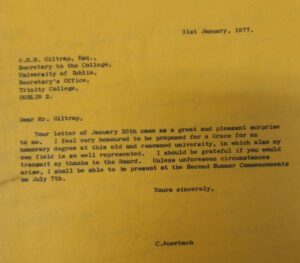 31st January, 1977.
G.H.H. Giltrap, Esq.,
Secretary to the College,
University of Dublin,
Secretary's Office,
Trinity College,
DUBLIN 2.
Dear Mr. Giltrap,
Your letter of January 26th came as a great and pleasant surprise
to me. I feel very honoured to be proposed for a Grace for an
honorary degree at this old and renowned university, in which also my
own field is so well represented. I should be grateful if you would
transmit my thanks to the Board. Unless unforeseen circumstances
arise, I shall be able to be present at the Second Summer Commencements
on July 7th.
Yours sincerely,
C.Auerbach